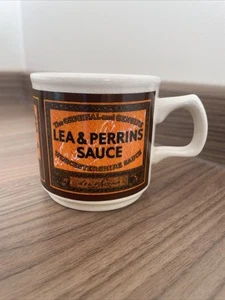 The ORIGINAL and GENUINE
LEA & PERRINS
SAUCE
WORCESTERSHIRE SAUCE